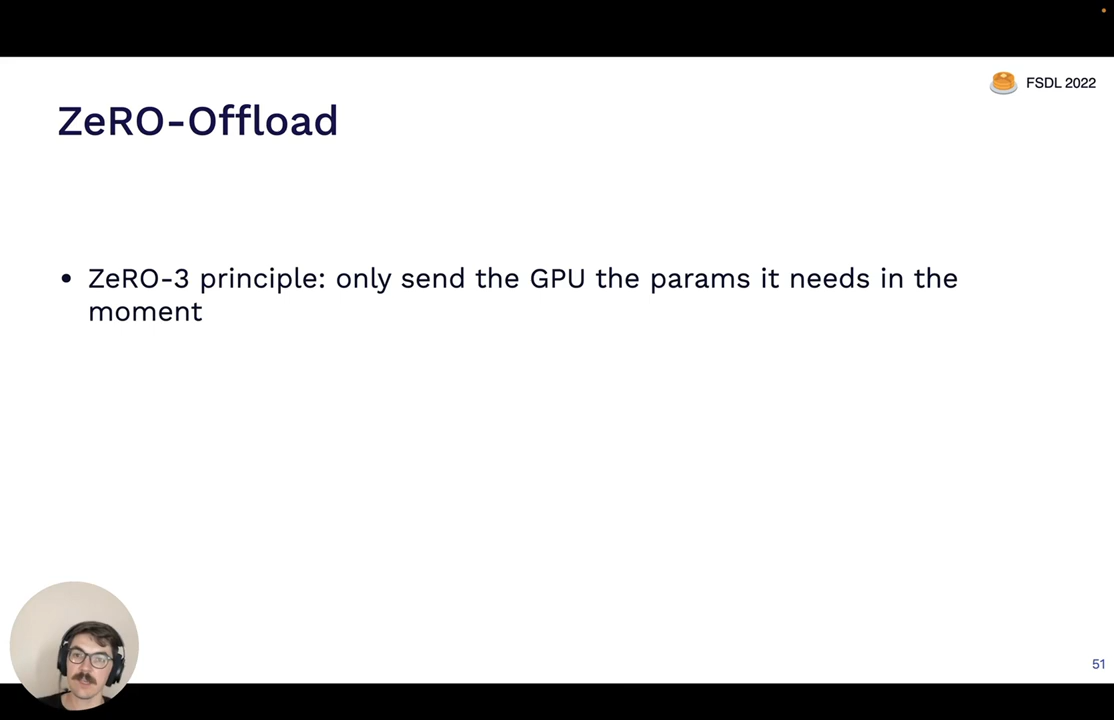 FSDL 2022
ZeRO-Offload
• ZeRO-3 principle: only send the GPU the params it needs in the
moment
51